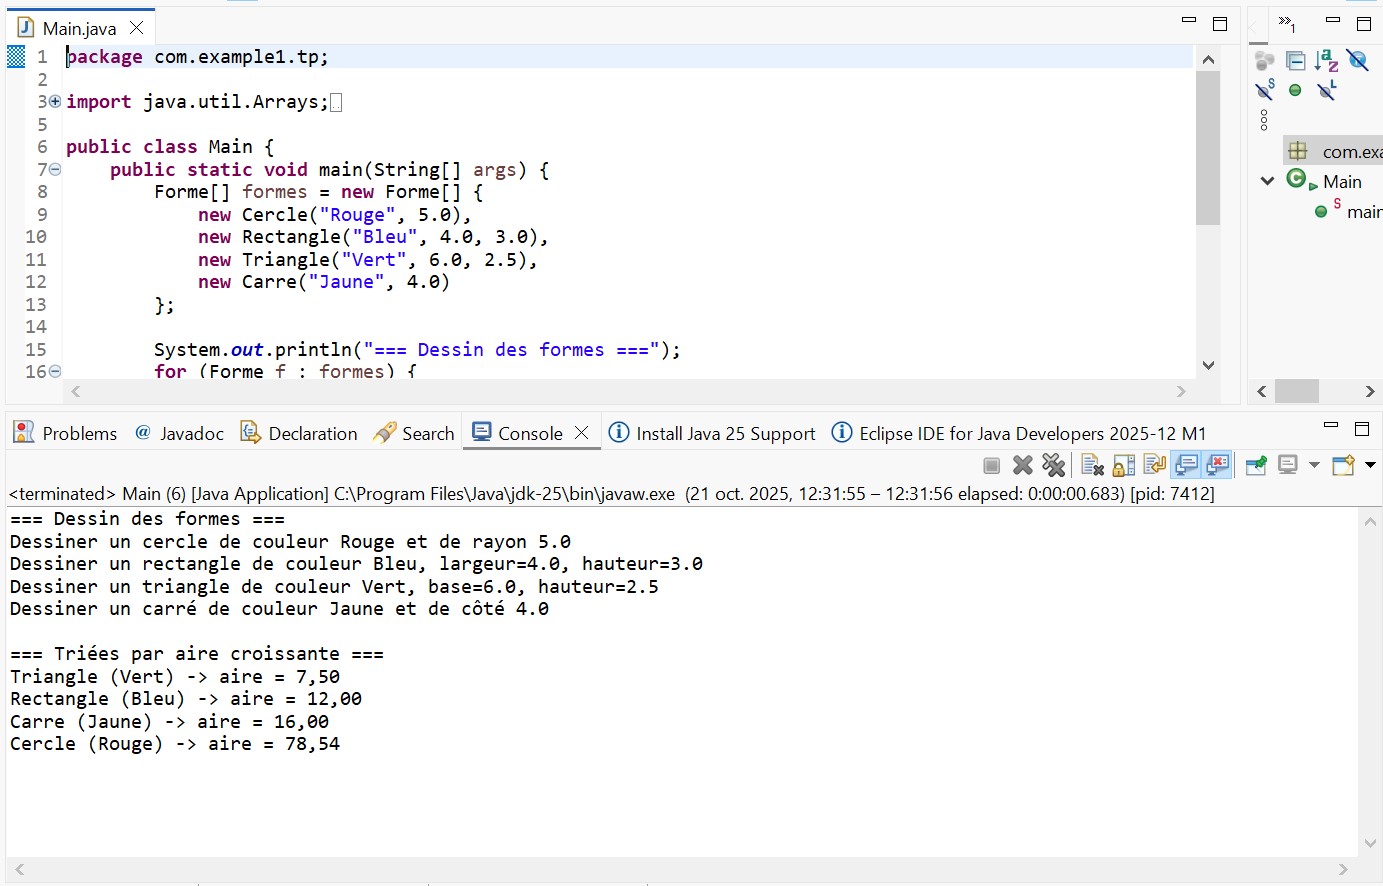 Main.java
1 package com.example1.tp;
2
3 import java.util.Arrays;
5
6 public class Main {
7 public static void main(String[] args) {
8 Forme[] formes = new Forme[] {
9 new Cercle("Rouge", 5.0),
10 new Rectangle("Bleu", 4.0, 3.0),
11 new Triangle("Vert", 6.0, 2.5),
12 new Carre("Jaune", 4.0)
13 };
14
15 System.out.println("=== Dessin des formes ===");
16 for (Forme f : formes) {
»1
com.exa
Main
main
Problems @ Javadoc Declaration Search Console Install Java 25 Support Eclipse IDE for Java Developers 2025-12 M1
<terminated> Main (6) [Java Application] C:\Program Files\Java\jdk-25\bin\javaw.exe (21 oct. 2025, 12:31:55 – 12:31:56 elapsed: 0:00:00.683) [pid: 7412]
=== Dessin des formes ===
Dessiner un cercle de couleur Rouge et de rayon 5.0
Dessiner un rectangle de couleur Bleu, largeur=4.0, hauteur=3.0
Dessiner un triangle de couleur Vert, base=6.0, hauteur=2.5
Dessiner un carré de couleur Jaune et de côté 4.0
=== Triées par aire croissante ===
Triangle (Vert) -> aire = 7,50
Rectangle (Bleu) -> aire = 12,00
Carre (Jaune) -> aire = 16,00
Cercle (Rouge) -> aire = 78,54